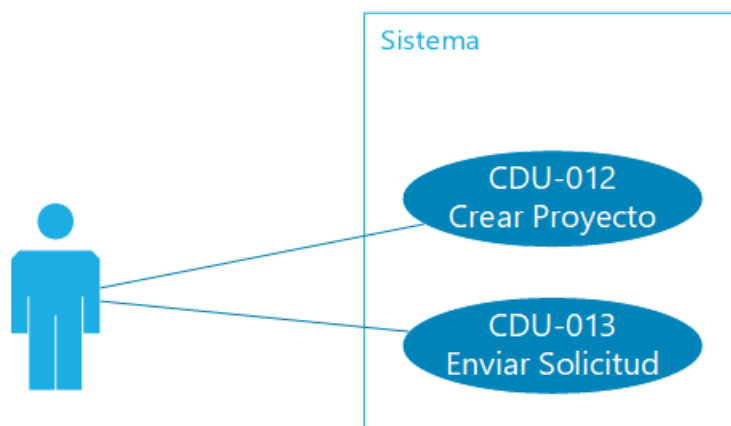 Sistema
CDU-012
Crear Proyecto
CDU-013
Enviar Solicitud